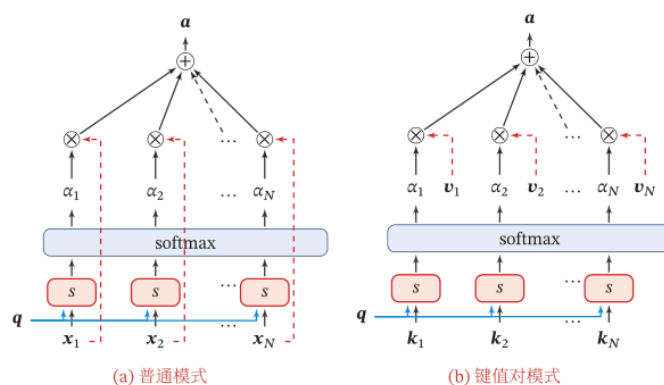 a a
α1 α2 … αN α1 v1 α2 v2 … αN vN
softmax softmax
s s … s s s … s
q q
x1 x2 … xN k1 k2 … kN
(a) 普通模式 (b) 键值对模式